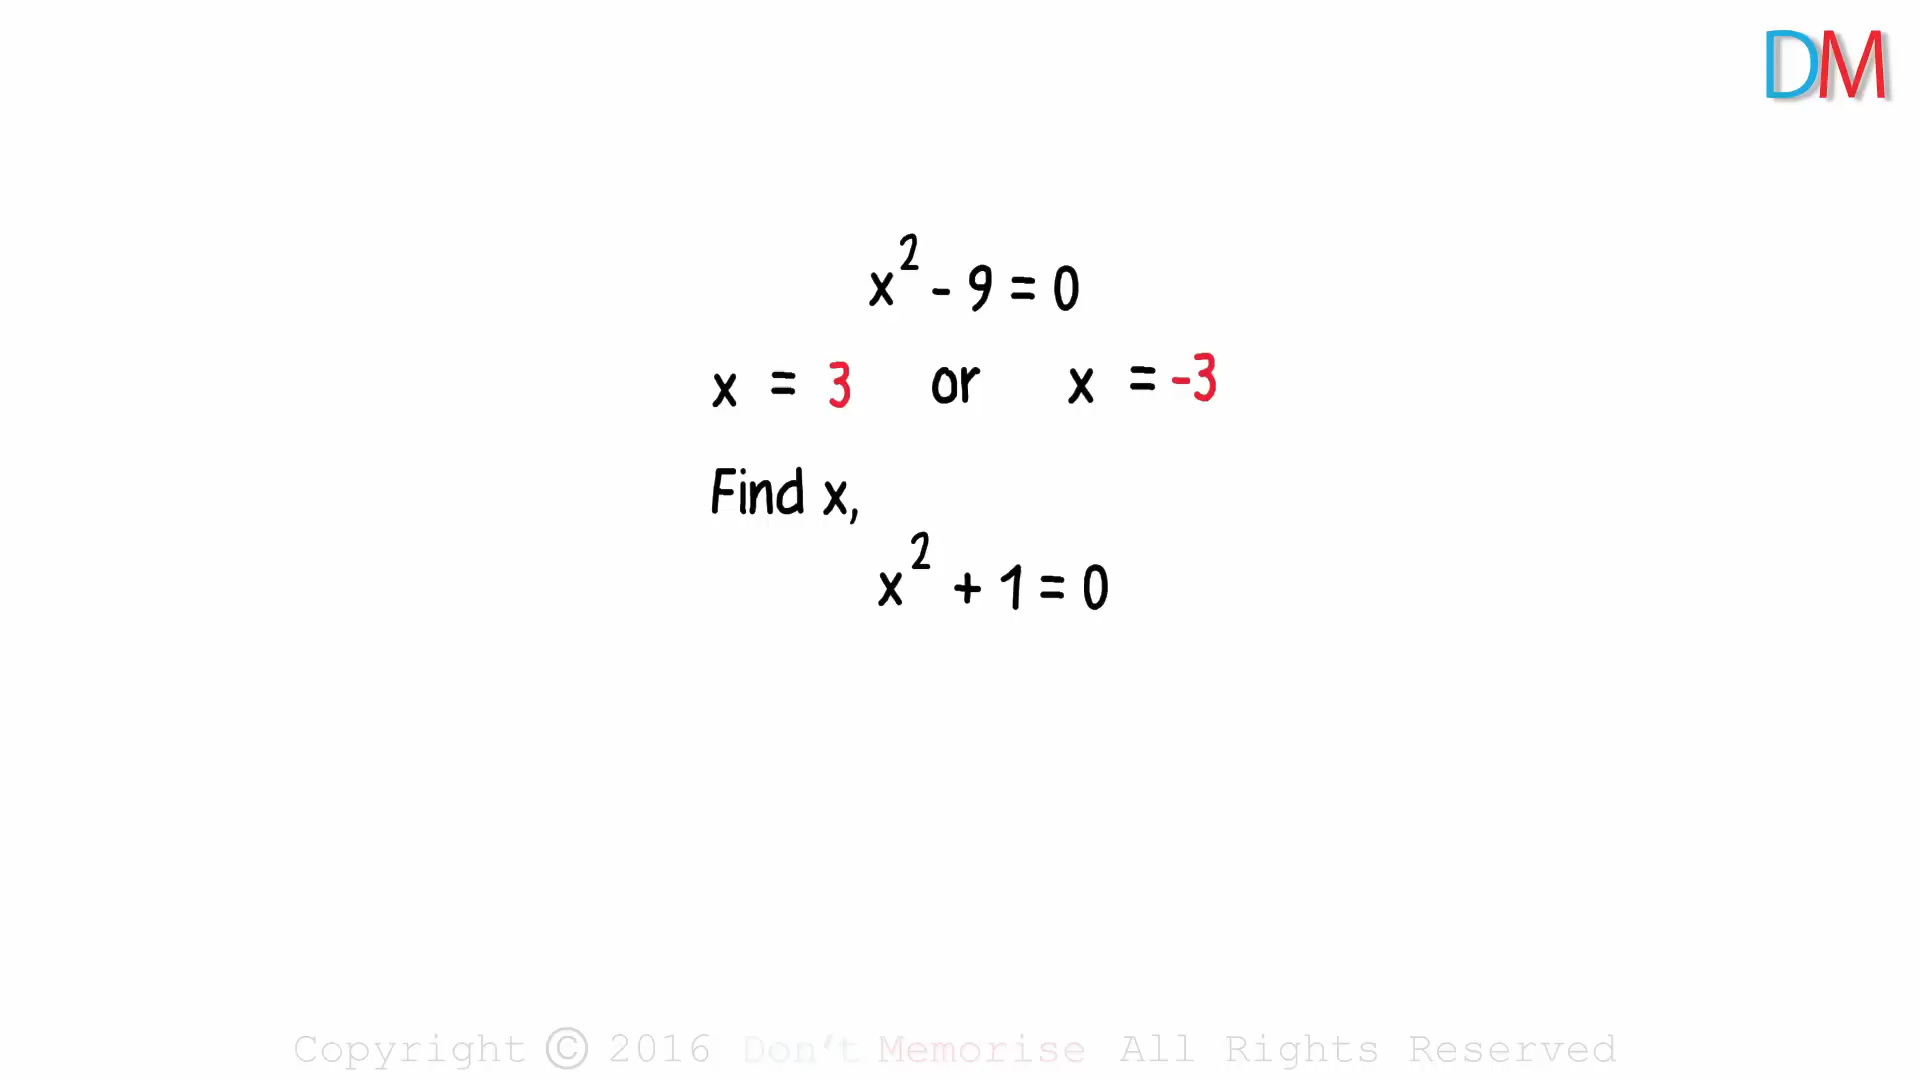 DM
x² - 9 = 0
x = 3 or x = -3
Find x,
x² + 1 = 0
Copyright © 2016 Don't Memorise All Rights Reserved